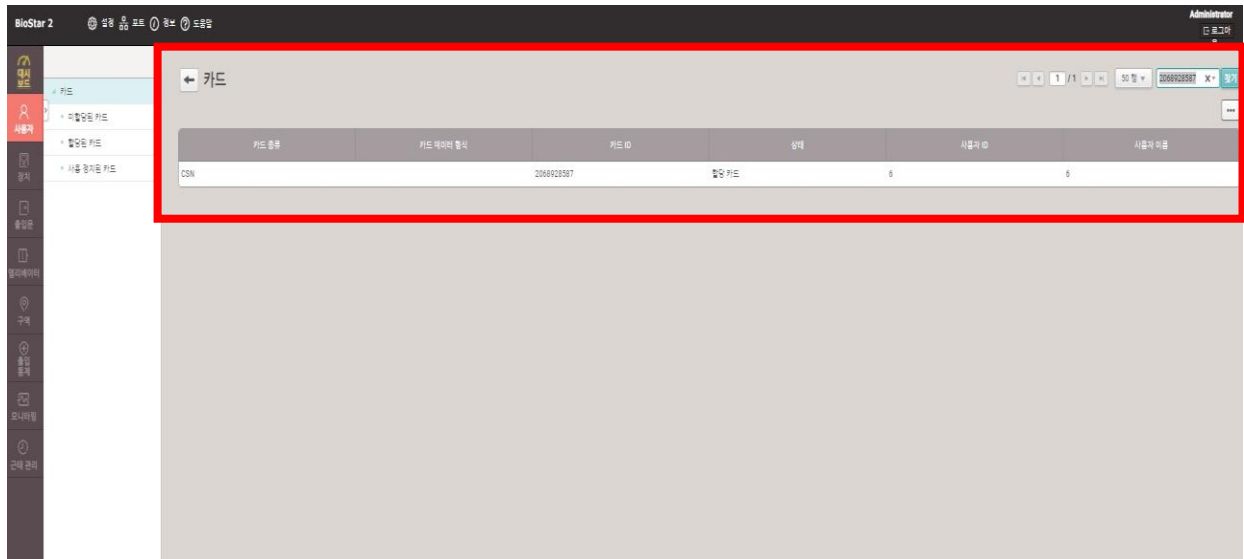 BioStar 2
설정 포트 정보 도움말
Administrator
로그아
대시
보드
사용자
장치
출입문
엘리베이터
구역
출입
통제
모니터링
근태 관리
카드
미할당된 카드
할당된 카드
사용 정지된 카드
카드
1 / 1 50 행 2068928587 X 찾기
카드 종류 카드 데이터 형식 카드 ID 상태 사용자 ID 사용자 이름
CSN 2068928587 할당 카드 6 6